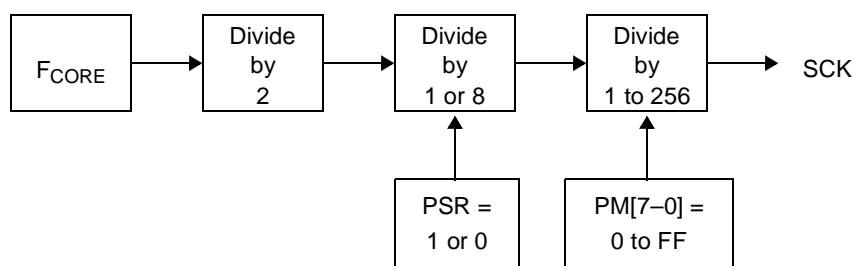 F_CORE
Divide
by
2
Divide
by
1 or 8
Divide
by
1 to 256
SCK
PSR =
1 or 0
PM[7–0] =
0 to FF